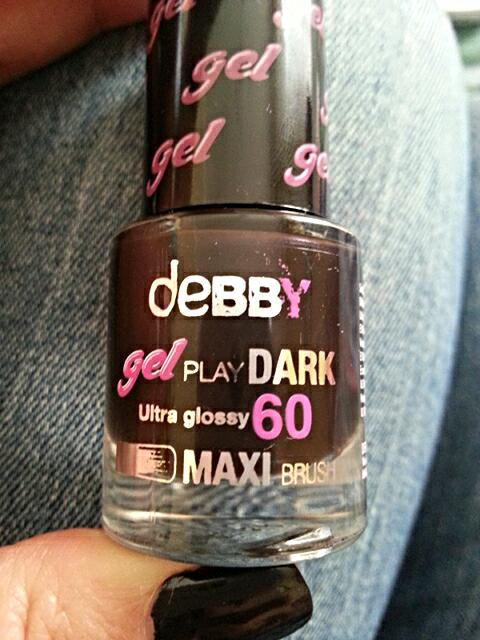 gel
gel
gel
gel
deBBY
gel PLAY DARK
Ultra glossy 60
MAXI BRUSH